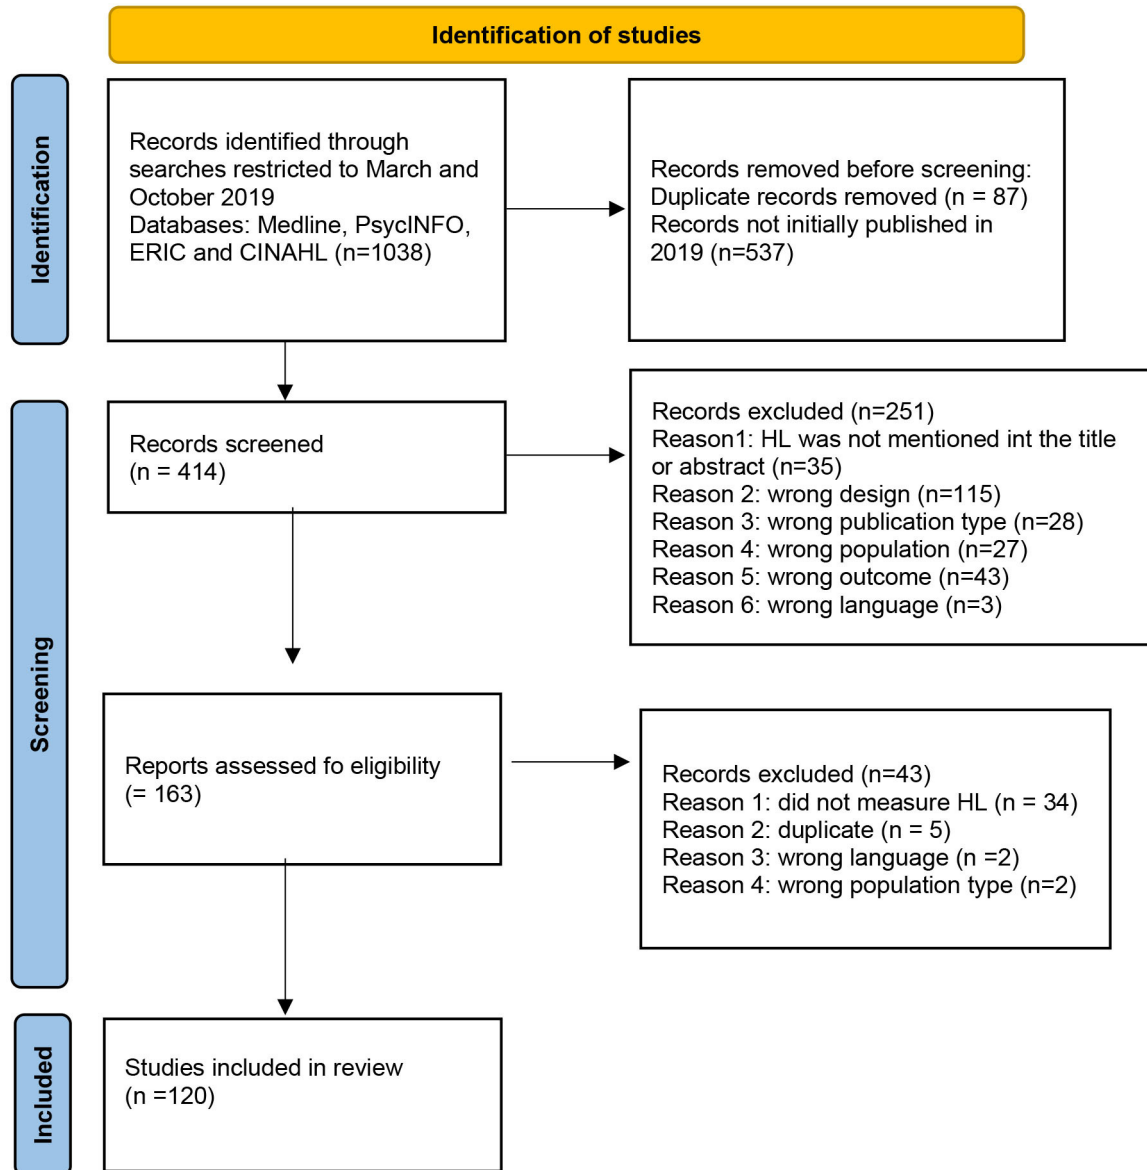 Identification of studies
Identification
Records identified through
searches restricted to March and
October 2019
Databases: Medline, PsycINFO,
ERIC and CINAHL (n=1038)
Records removed before screening:
Duplicate records removed (n = 87)
Records not initially published in
2019 (n=537)
Screening
Records screened
(n = 414)
Records excluded (n=251)
Reason1: HL was not mentioned int the title
or abstract (n=35)
Reason 2: wrong design (n=115)
Reason 3: wrong publication type (n=28)
Reason 4: wrong population (n=27)
Reason 5: wrong outcome (n=43)
Reason 6: wrong language (n=3)
Reports assessed fo eligibility
(= 163)
Records excluded (n=43)
Reason 1: did not measure HL (n = 34)
Reason 2: duplicate (n = 5)
Reason 3: wrong language (n =2)
Reason 4: wrong population type (n=2)
Included
Studies included in review
(n =120)